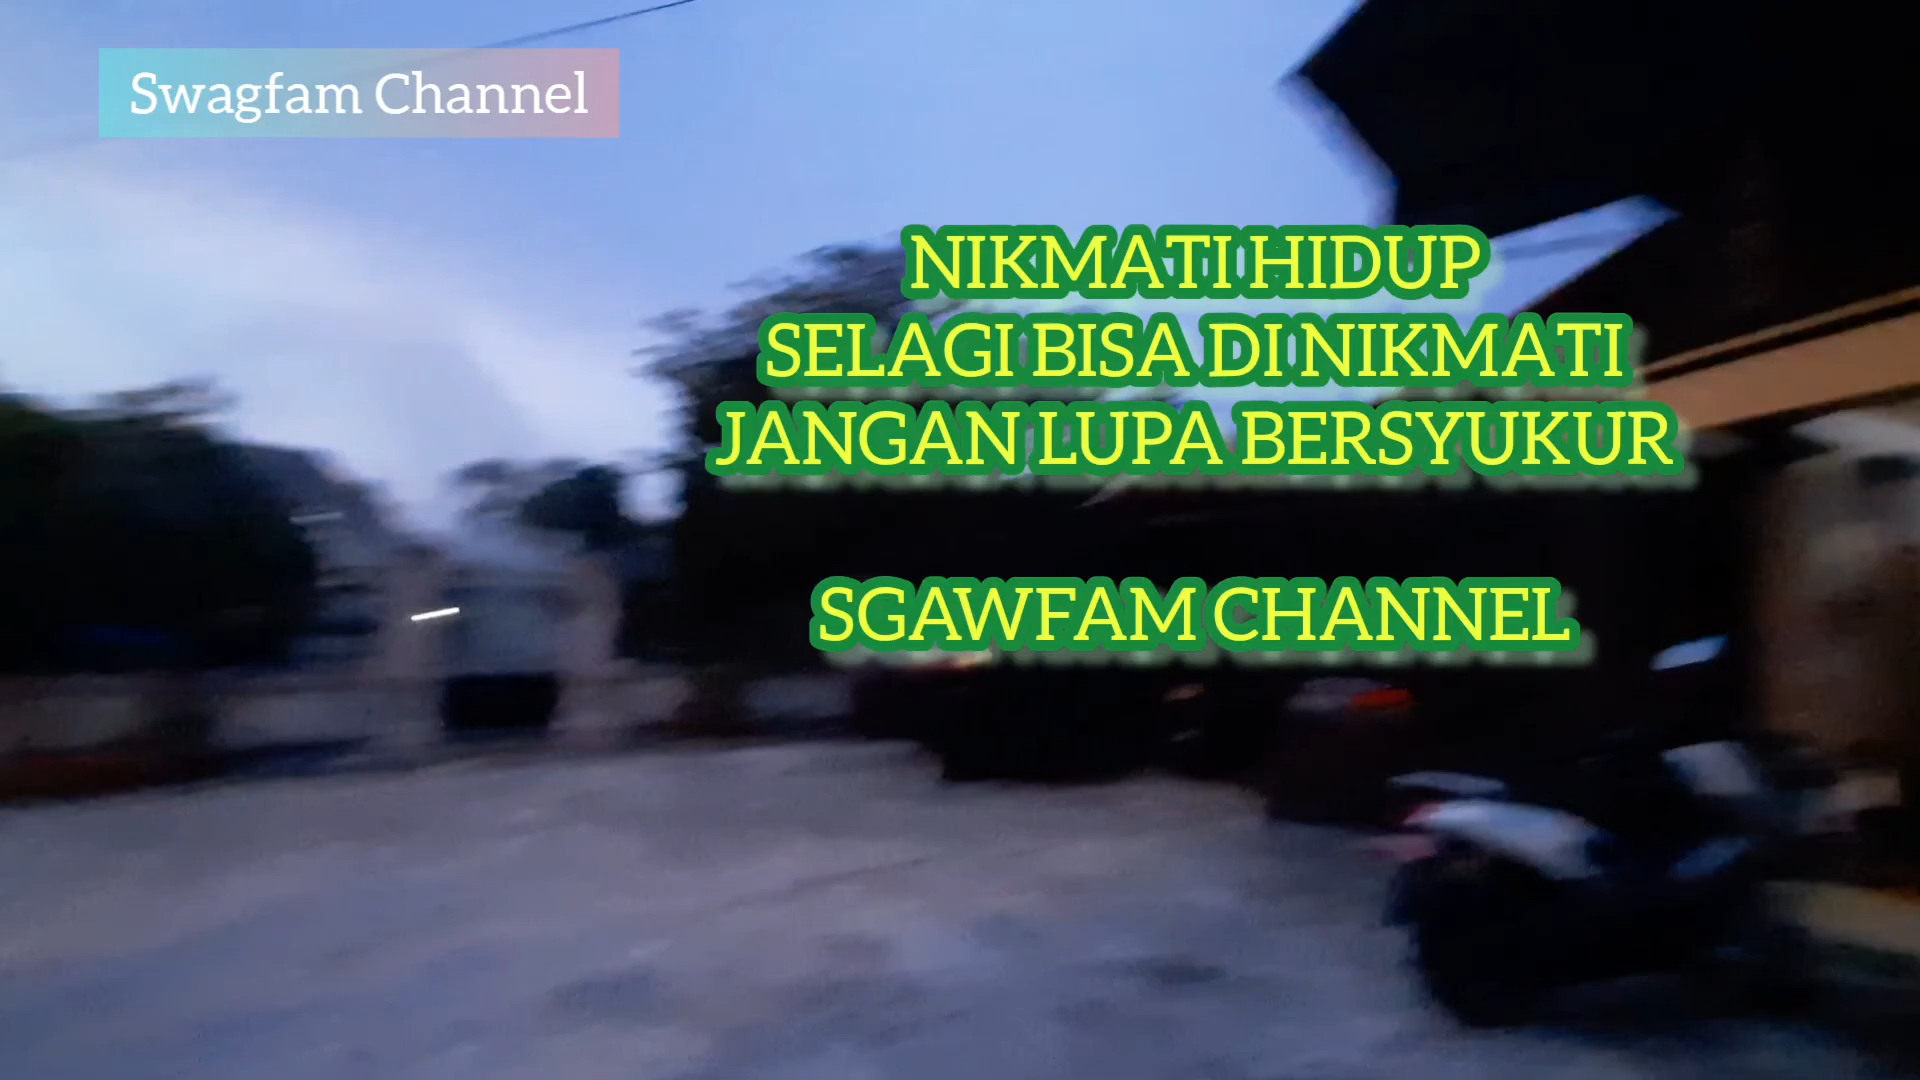 Swagfam Channel
NIKMATI HIDUP
SELAGI BISA DI NIKMATI
JANGAN LUPA BERSYUKUR
SGAWFAM CHANNEL